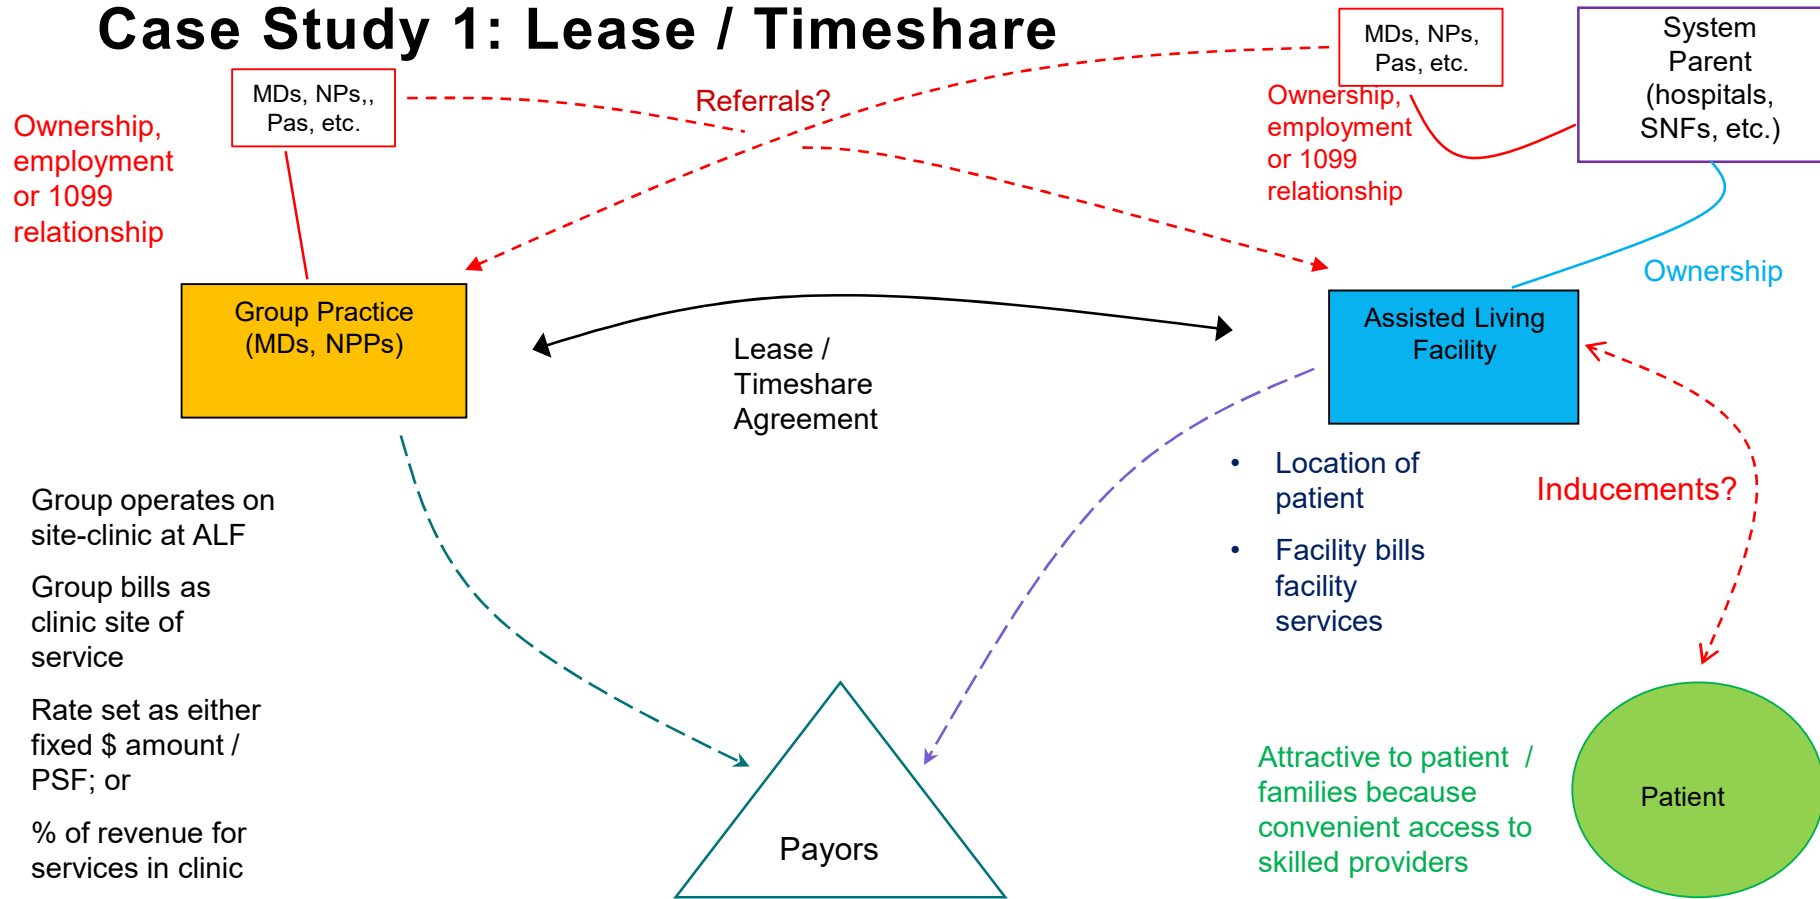 Case Study 1: Lease / Timeshare
MDs, NPs,,
Pas, etc.
Ownership,
employment
or 1099
relationship
Referrals?
MDs, NPs,
Pas, etc.
Ownership,
employment
or 1099
relationship
System
Parent
(hospitals,
SNFs, etc.)
Ownership
Group Practice
(MDs, NPPs)
Lease /
Timeshare
Agreement
Assisted Living
Facility
Group operates on
site-clinic at ALF
Group bills as
clinic site of
service
Rate set as either
fixed $ amount /
PSF; or
% of revenue for
services in clinic
• Location of
patient
• Facility bills
facility
services
Inducements?
Payors
Attractive to patient /
families because
convenient access to
skilled providers
Patient